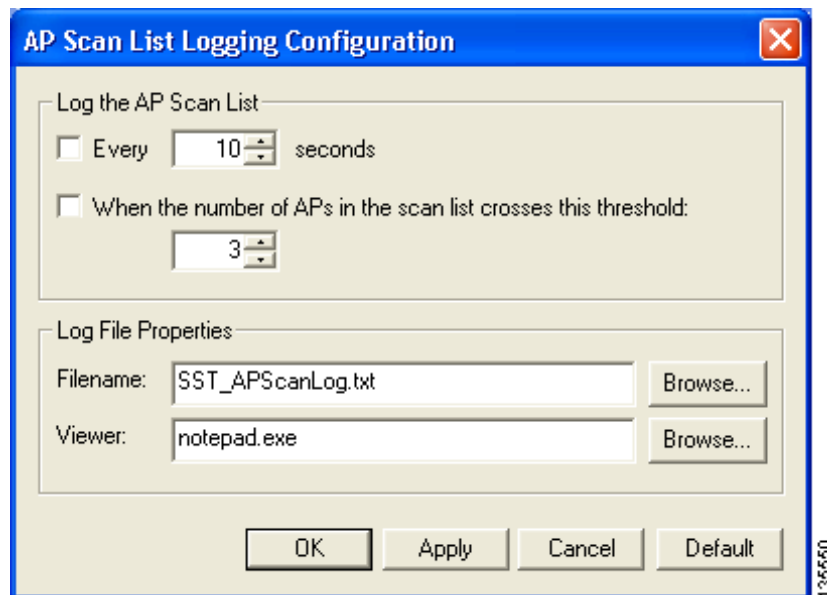 AP Scan List Logging Configuration
Log the AP Scan List
Every 10 seconds
When the number of APs in the scan list crosses this threshold:
3
Log File Properties
Filename: SST_APScanLog.txt Browse...
Viewer: notepad.exe Browse...
OK Apply Cancel Default
135550